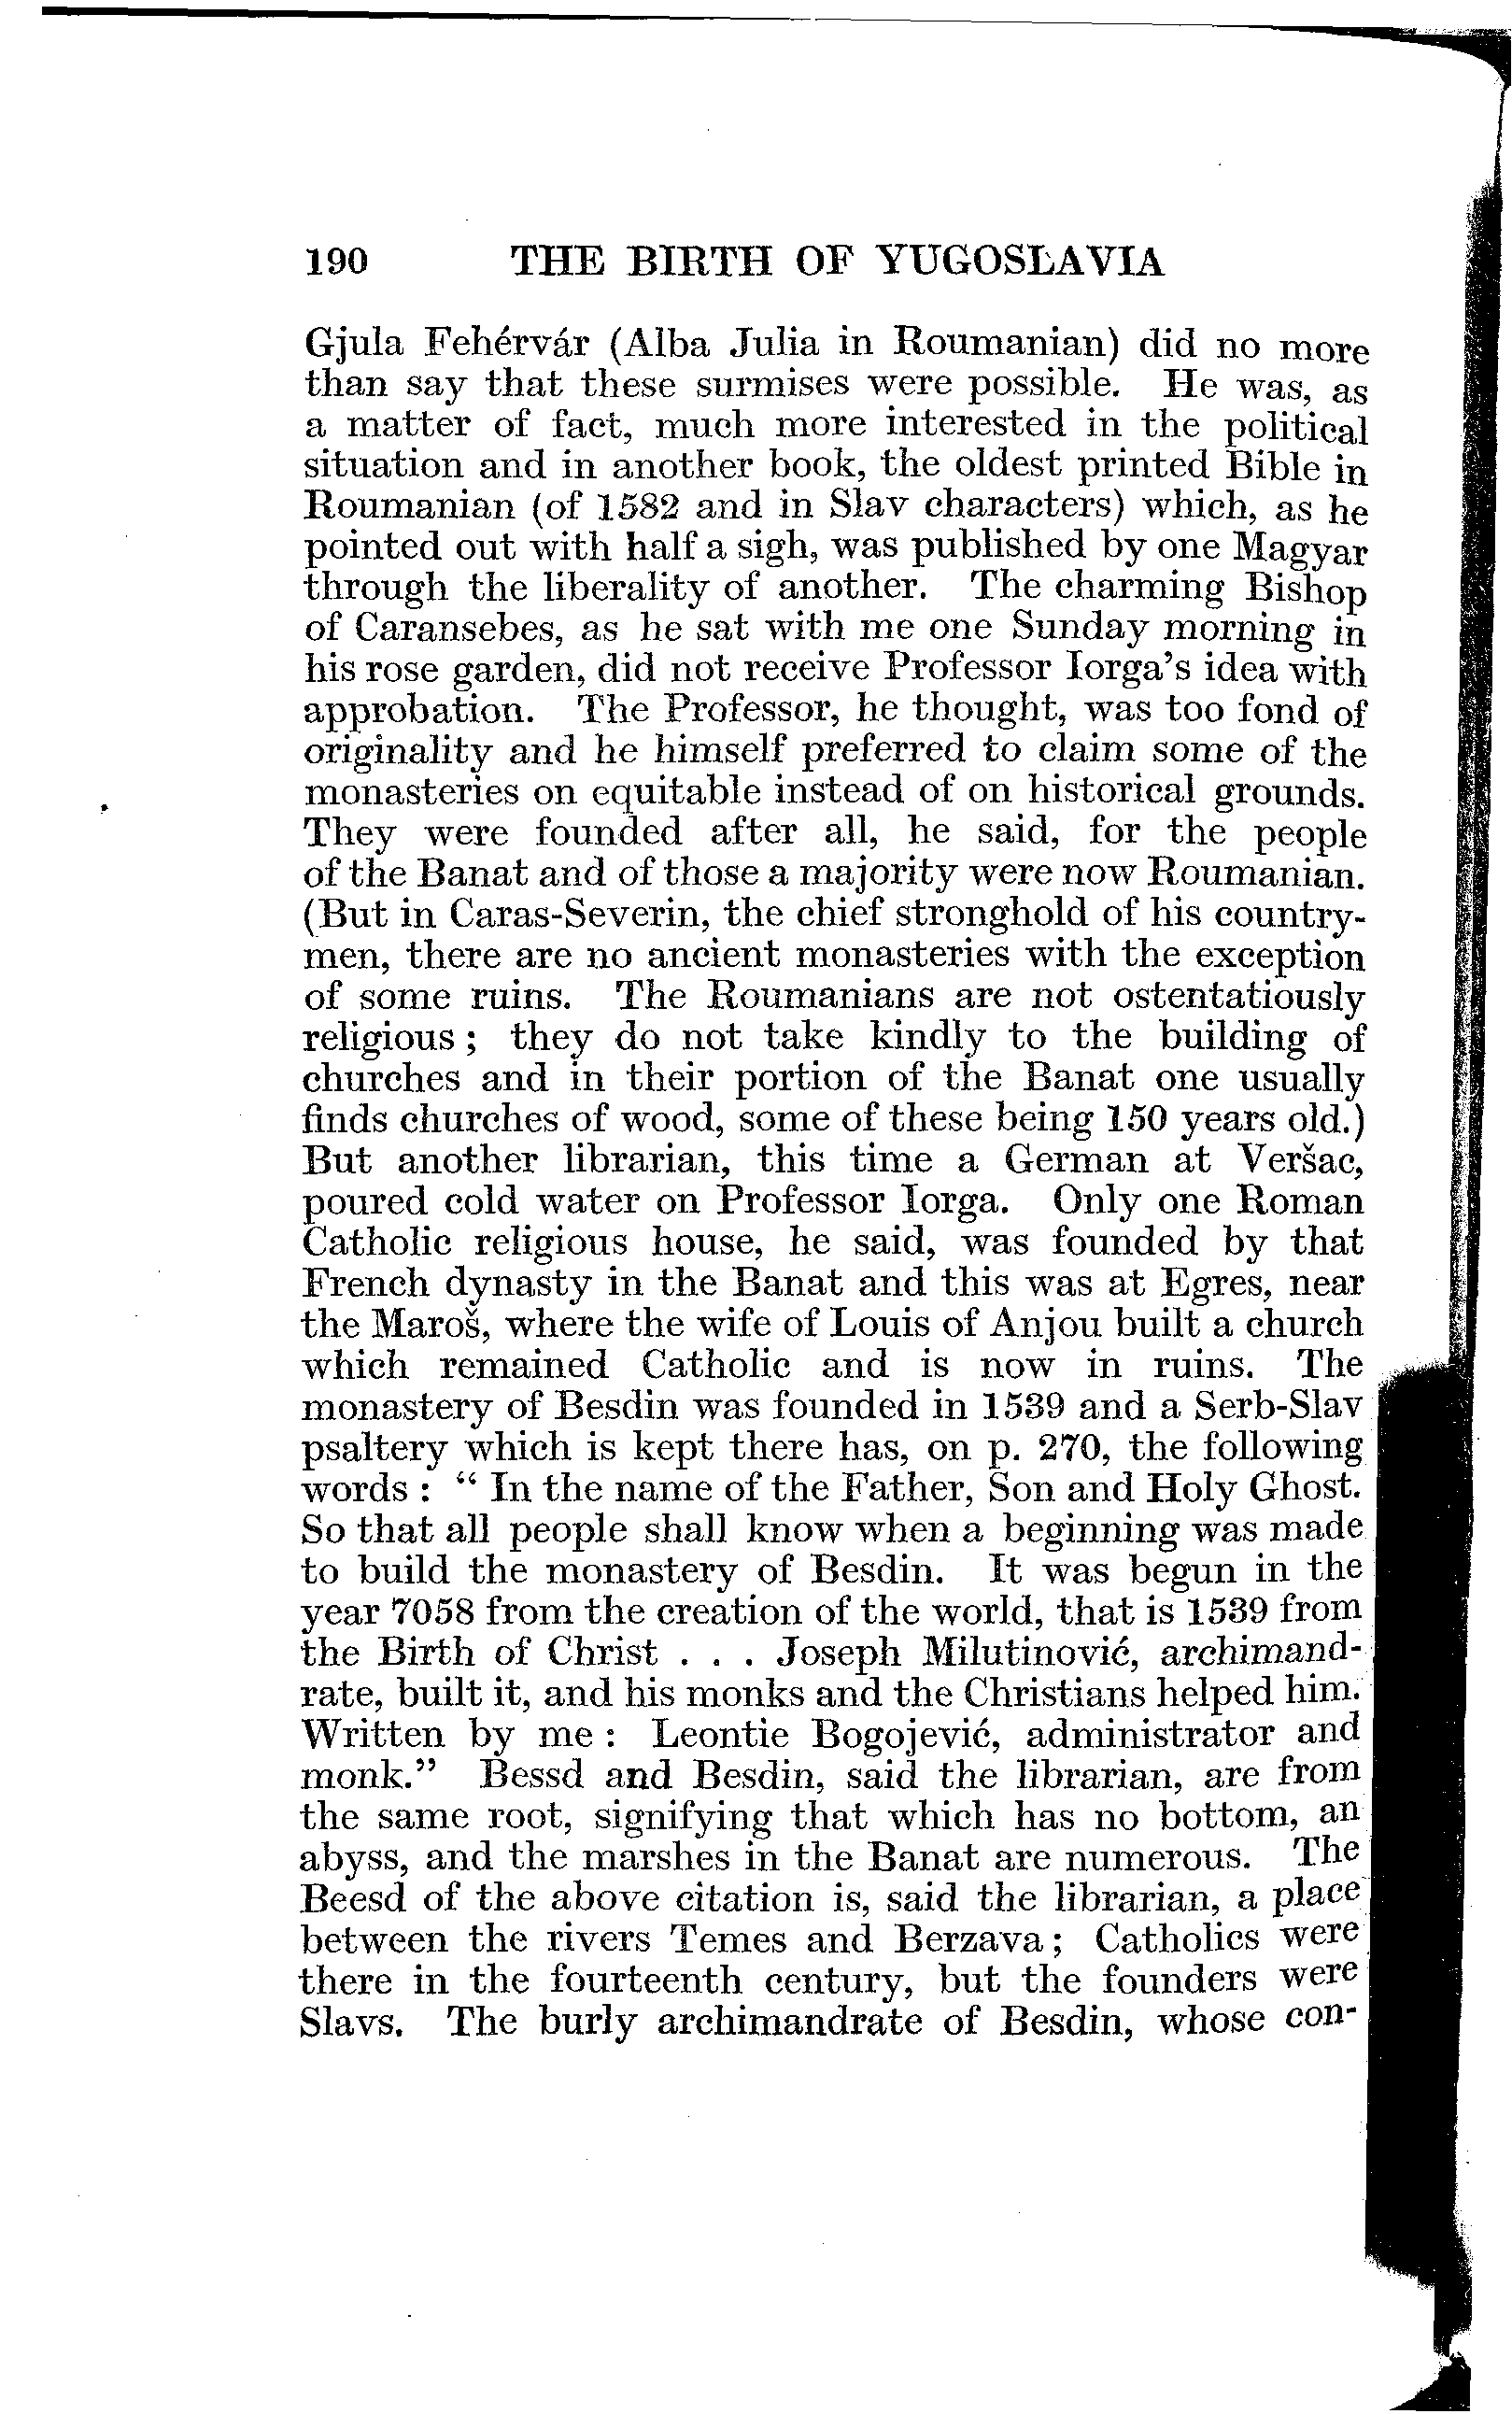 190 THE BIRTH OF YUGOSLAVIA
Gjula Fehérvár (Alba Julia in Roumanian) did no more
than say that these surmises were possible. He was, as
a matter of fact, much more interested in the political
situation and in another book, the oldest printed Bible in
Roumanian (of 1582 and in Slav characters) which, as he
pointed out with half a sigh, was published by one Magyar
through the liberality of another. The charming Bishop
of Caransebes, as he sat with me one Sunday morning in
his rose garden, did not receive Professor Iorga's idea with
approbation. The Professor, he thought, was too fond of
originality and he himself preferred to claim some of the
monasteries on equitable instead of on historical grounds.
They were founded after all, he said, for the people
of the Banat and of those a majority were now Roumanian.
(But in Caras-Severin, the chief stronghold of his country-
men, there are no ancient monasteries with the exception
of some ruins. The Roumanians are not ostentatiously
religious ; they do not take kindly to the building of
churches and in their portion of the Banat one usually
finds churches of wood, some of these being 150 years old.)
But another librarian, this time a German at Veršac,
poured cold water on Professor Iorga. Only one Roman
Catholic religious house, he said, was founded by that
French dynasty in the Banat and this was at Egres, near
the Maroš, where the wife of Louis of Anjou built a church
which remained Catholic and is now in ruins. The
monastery of Besdin was founded in 1539 and a Serb-Slav
psaltery which is kept there has, on p. 270, the following
words : " In the name of the Father, Son and Holy Ghost.
So that all people shall know when a beginning was made
to build the monastery of Besdin. It was begun in the
year 7058 from the creation of the world, that is 1539 from
the Birth of Christ . . . Joseph Milutinović, archimand-
rate, built it, and his monks and the Christians helped him.
Written by me : Leontie Bogojević, administrator and
monk." Bessd and Besdin, said the librarian, are from
the same root, signifying that which has no bottom, an
abyss, and the marshes in the Banat are numerous. The
Beesd of the above citation is, said the librarian, a place
between the rivers Temes and Berzava ; Catholics were
there in the fourteenth century, but the founders were
Slavs. The burly archimandrate of Besdin, whose con-